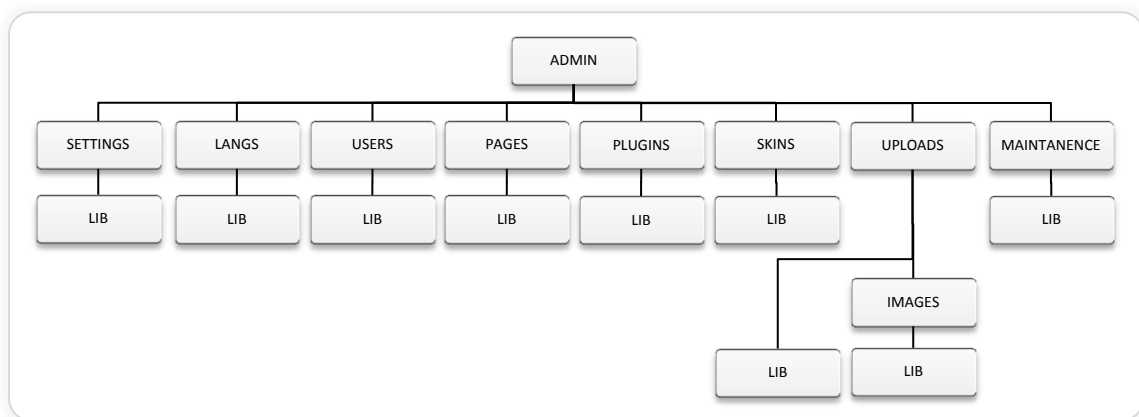 ADMIN
SETTINGS LANGS USERS PAGES PLUGINS SKINS UPLOADS MAINTANENCE
LIB LIB LIB LIB LIB LIB LIB
IMAGES
LIB LIB